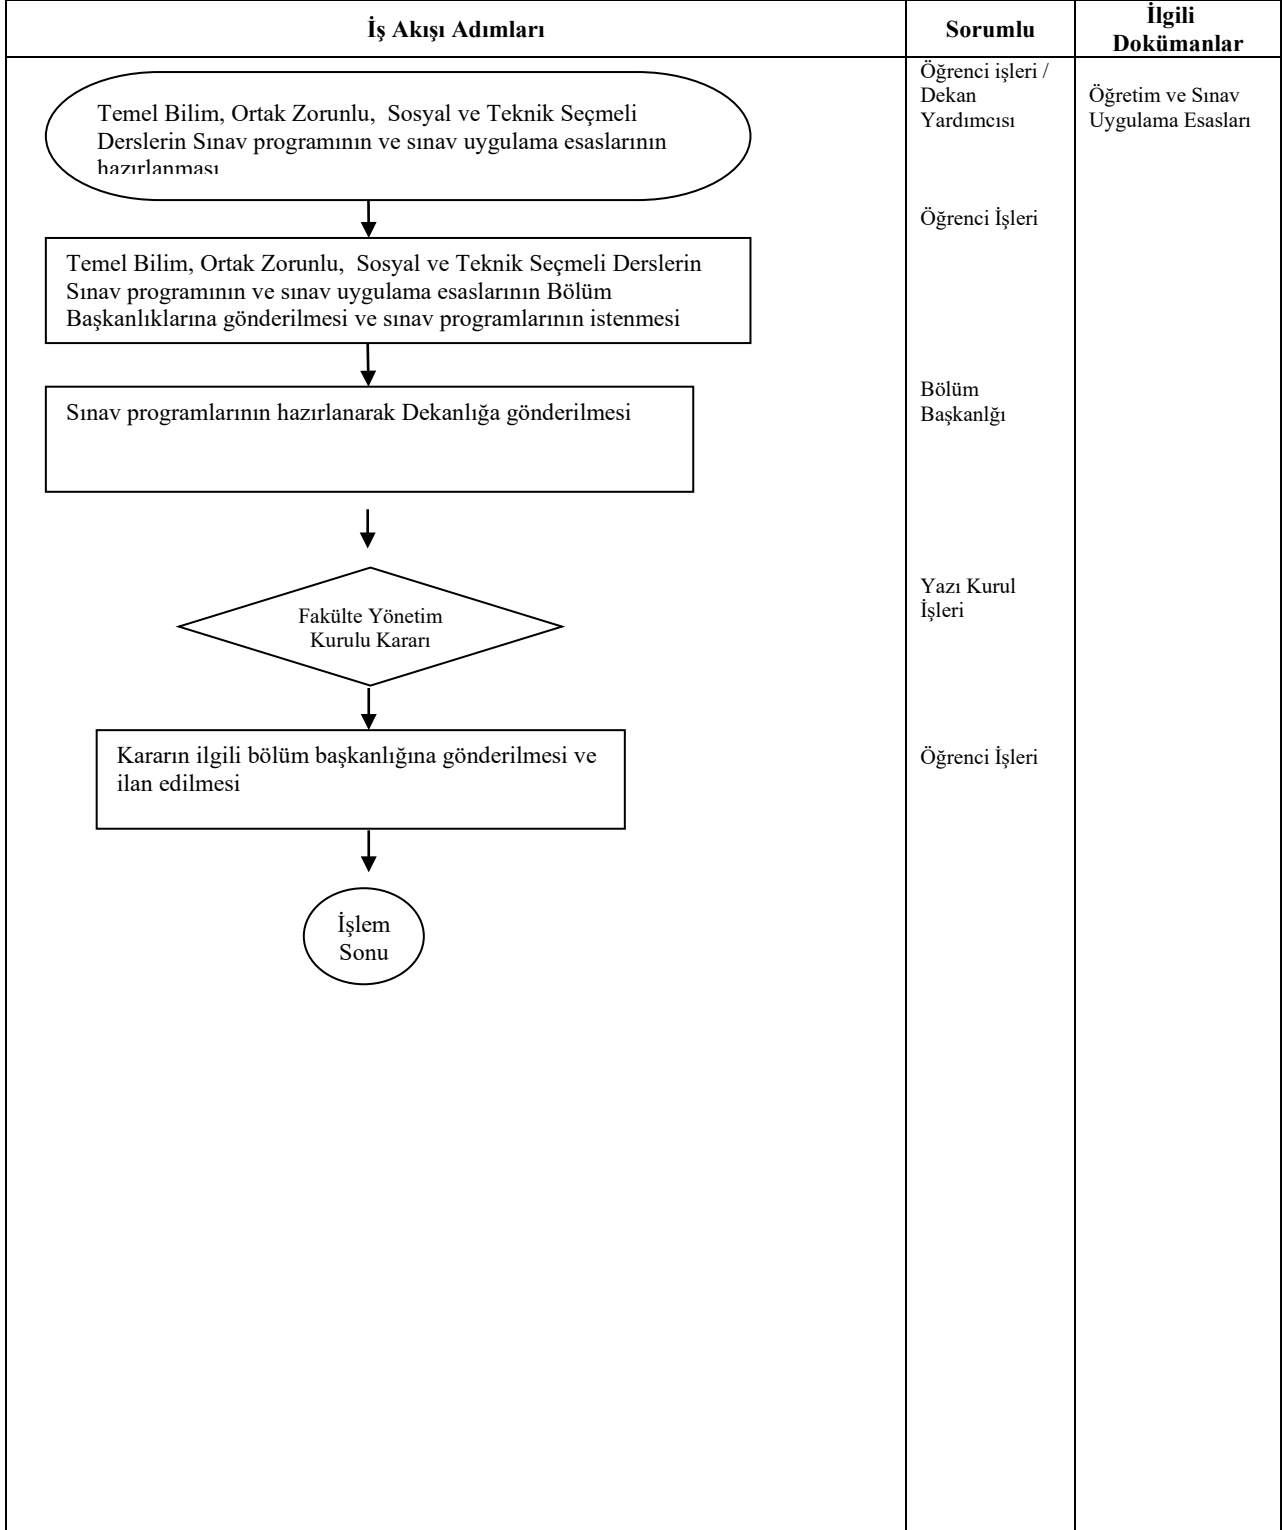 İş Akışı Adımları
Sorumlu
İlgili
Dokümanlar
Temel Bilim, Ortak Zorunlu,  Sosyal ve Teknik Seçmeli
Derslerin Sınav programının ve sınav uygulama esaslarının
hazırlanması
Öğrenci işleri /
Dekan
Yardımcısı
Öğretim ve Sınav
Uygulama Esasları
Temel Bilim, Ortak Zorunlu,  Sosyal ve Teknik Seçmeli Derslerin
Sınav programının ve sınav uygulama esaslarının Bölüm
Başkanlıklarına gönderilmesi ve sınav programlarının istenmesi
Öğrenci İşleri
Sınav programlarının hazırlanarak Dekanlığa gönderilmesi
Bölüm
Başkanlğı
Fakülte Yönetim
Kurulu Kararı
Yazı Kurul
İşleri
Kararın ilgili bölüm başkanlığına gönderilmesi ve
ilan edilmesi
Öğrenci İşleri
İşlem
Sonu